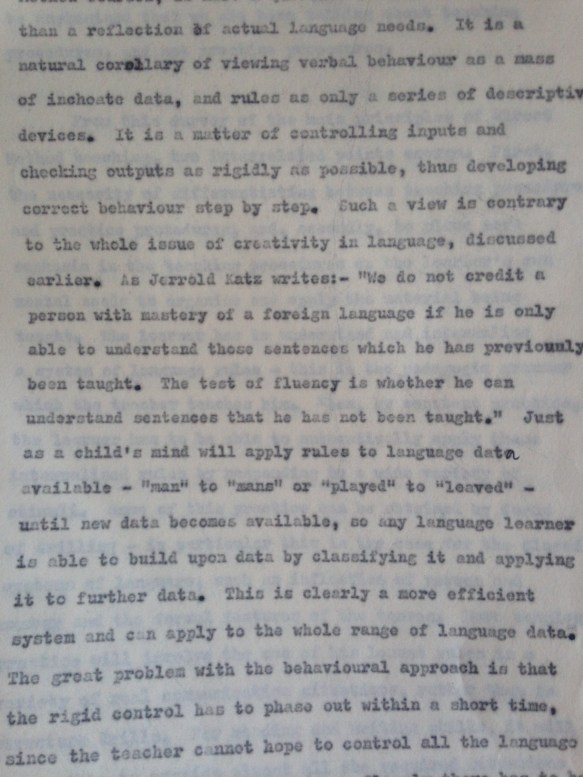 than a reflection of actual language needs. It is a
natural corollary of viewing verbal behaviour as a mass
of inchoate data, and rules as only a series of descriptiv
devices. It is a matter of controlling inputs and
checking outputs as rigidly as possible, thus developing
correct behaviour step by step. Such a view is contrary
to the whole issue of creativity in language, discussed
earlier. As Jerrold Katz writes:- "We do not credit a
person with mastery of a foreign language if he is only
able to understand those sentences which he has previously
been taught. The test of fluency is whether he can
understand sentences that he has not been taught." Just
as a child's mind will apply rules to language data
available - "man" to "mans" or "played" to "leaved" -
until new data becomes available, so any language learner
is able to build upon data by classifying it and applying
it to further data. This is clearly a more efficient
system and can apply to the whole range of language data.
The great problem with the behavioural approach is that
the rigid control has to phase out within a short time,
since the teacher cannot hope to control all the language